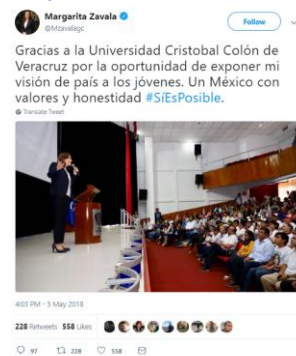 Margarita Zavala
@Mzavalagc
Follow
Gracias a la Universidad Cristobal Colón de
Veracruz por la oportunidad de exponer mi
visión de país a los jóvenes. Un México con
valores y honestidad #SíEsPosible.
Translate Tweet
4:03 PM - 3 May 2018
228 Retweets 558 Likes
97 228 558